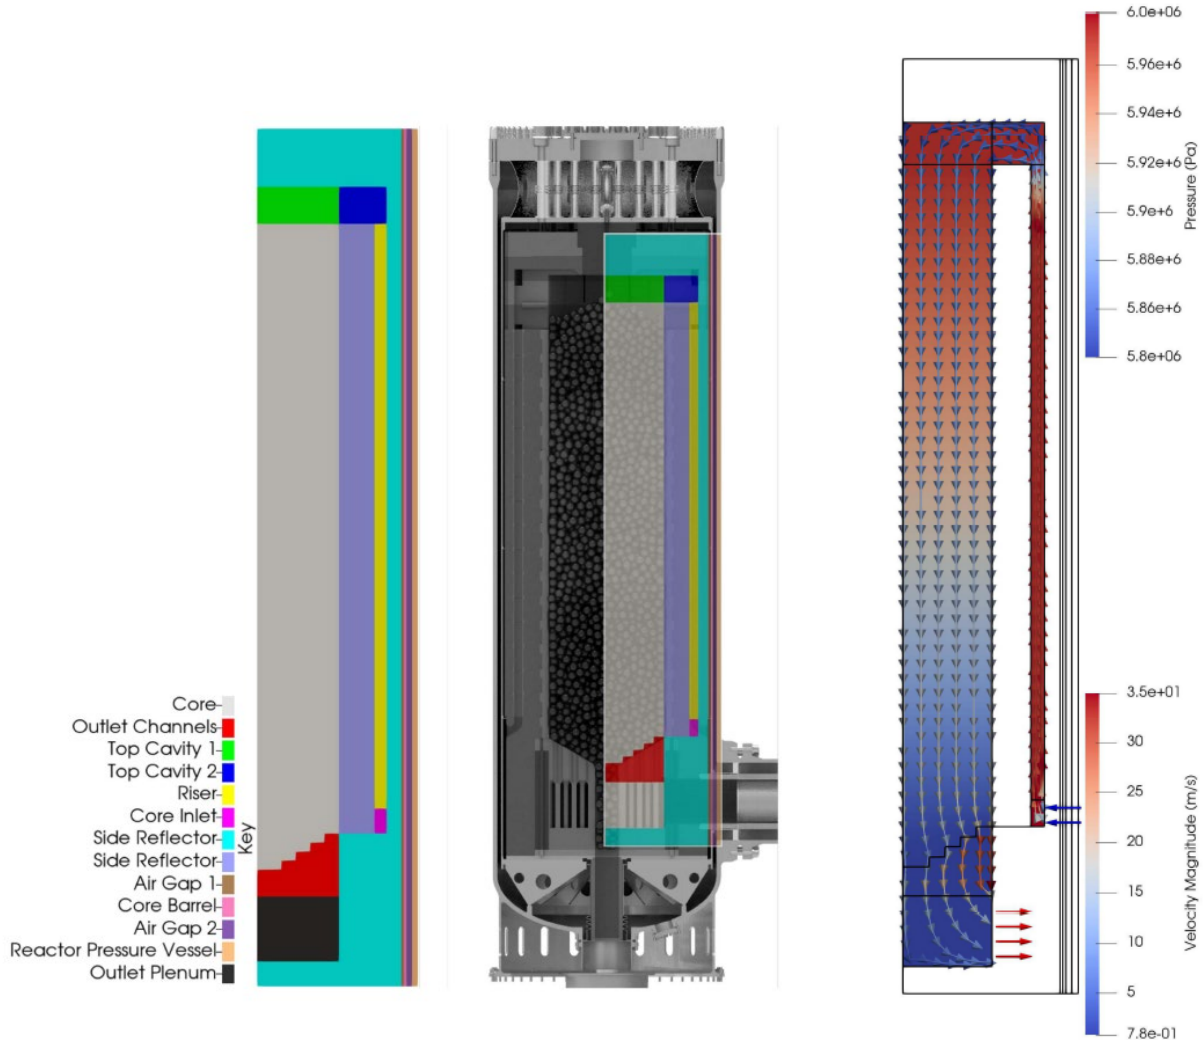 Core
Outlet Channels
Top Cavity 1
Top Cavity 2
Riser
Core Inlet
Side Reflector
Side Reflector
Air Gap 1
Core Barrel
Air Gap 2
Reactor Pressure Vessel
Outlet Plenum
Key
6.0e+06
5.96e+6
5.94e+6
5.92e+6
5.9e+6
5.88e+6
5.86e+6
5.8e+06
Pressure (Pa)
3.5e+01
30
20
15
10
5
7.8e-01
Velocity Magnitude (m/s)